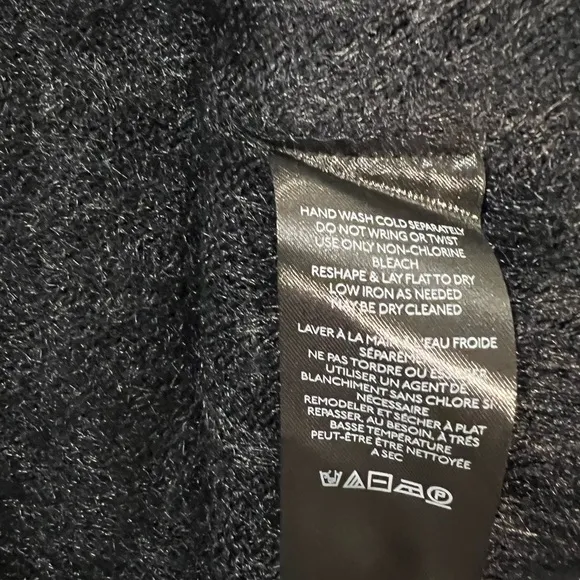 HAND WASH COLD SEPARATELY
DO NOT WRING OR TWIST
USE ONLY NON-CHLORINE
BLEACH
RESHAPE & LAY FLAT TO DRY
LOW IRON AS NEEDED
MAY BE DRY CLEANED
LAVER À LA MAIN À L'EAU FROIDE
SÉPARÉMENT
NE PAS TORDRE OU ESSORER
UTILISER UN AGENT DE
BLANCHIMENT SANS CHLORE SI
NÉCESSAIRE
REMODELER ET SÉCHER À PLAT
REPASSER, AU BESOIN, À TRÉS
BASSE TEMPÉRATURE
PEUT-ÊTRE ÊTRE NETTOYÉE
A SEC
P